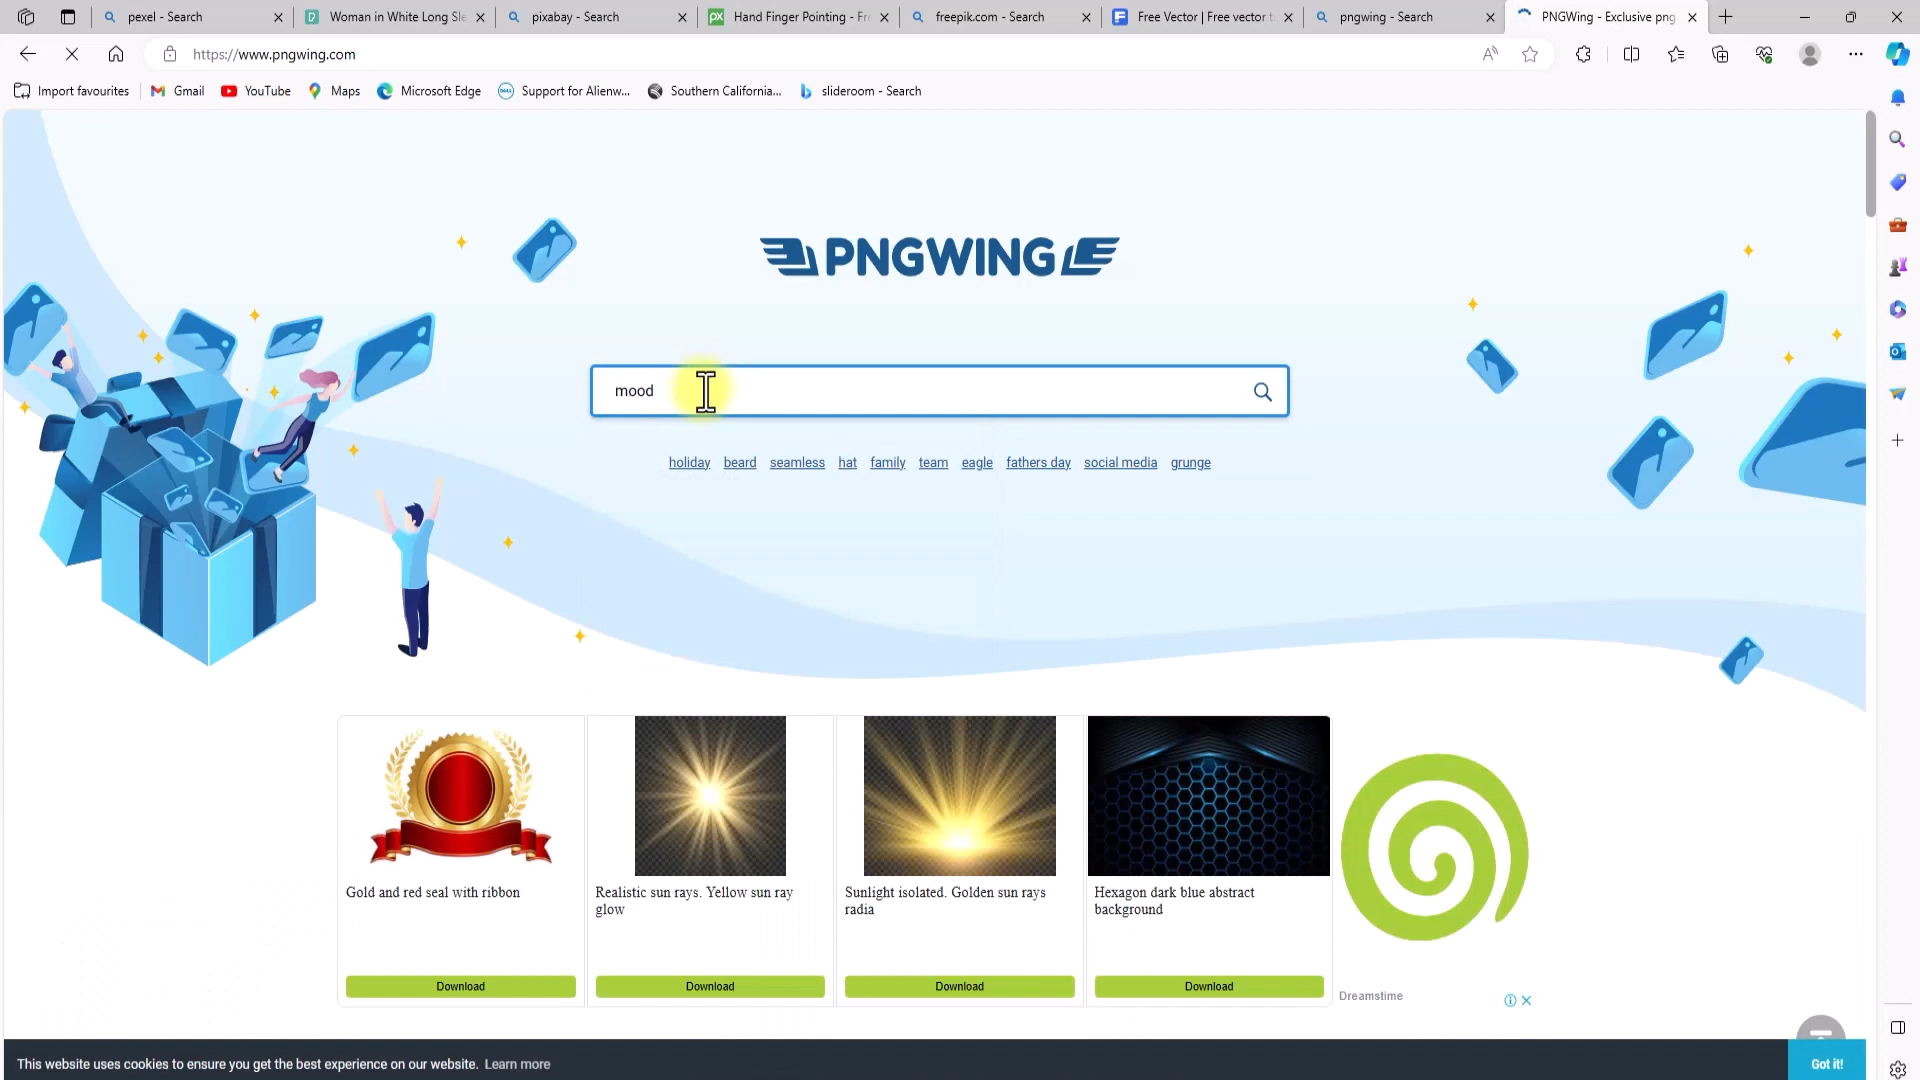 pexel - Search
Woman in White Long Sle
pixabay - Search
Hand Finger Pointing - Fre
freepik.com - Search
Free Vector | Free vector t
pngwing - Search
PNGWing - Exclusive png
https://www.pngwing.com
Import favourites
Gmail
YouTube
Maps
Microsoft Edge
Support for Alienw...
Southern California...
slideroom - Search
PNGWING
mood
holiday beard seamless hat family team eagle fathers day social media grunge
Gold and red seal with ribbon
Realistic sun rays. Yellow sun ray
glow
Sunlight isolated. Golden sun rays
radia
Hexagon dark blue abstract
background
Download
Download
Download
Download
Dreamstime
This website uses cookies to ensure you get the best experience on our website. Learn more
Got it!